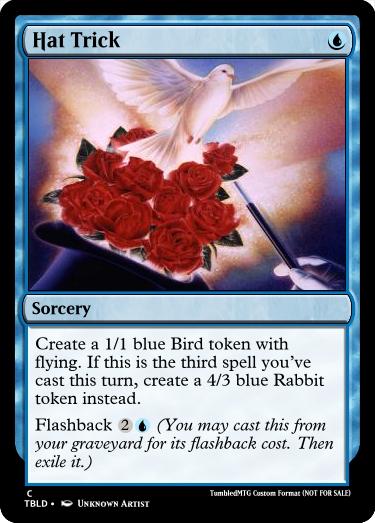 Hat Trick
Sorcery
Create a 1/1 blue Bird token with
flying. If this is the third spell you've
cast this turn, create a 4/3 blue Rabbit
token instead.
Flashback 2 (You may cast this from
your graveyard for its flashback cost. Then
exile it.)
C
TBLD • Unknown Artist
TumbledMTG Custom Format (NOT FOR SALE)